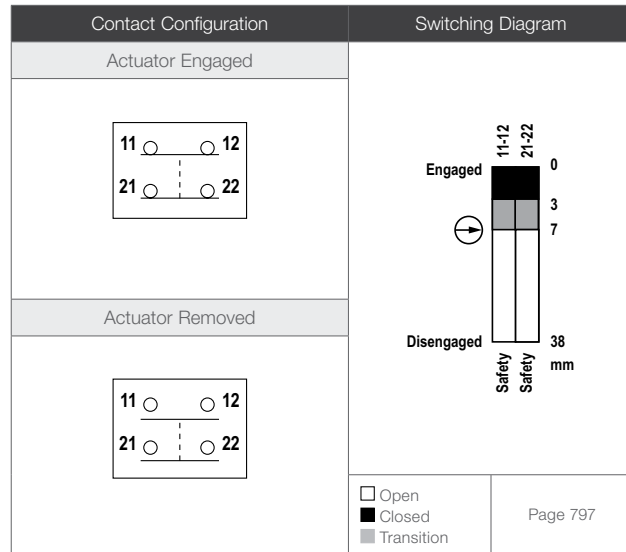 Contact Configuration
Switching Diagram
Actuator Engaged
11 12
21 22
Actuator Removed
11 12
21 22
11-12
21-22
Engaged
0
3
7
Disengaged
38
mm
Safety
Safety
Open
Closed
Transition
Page 797